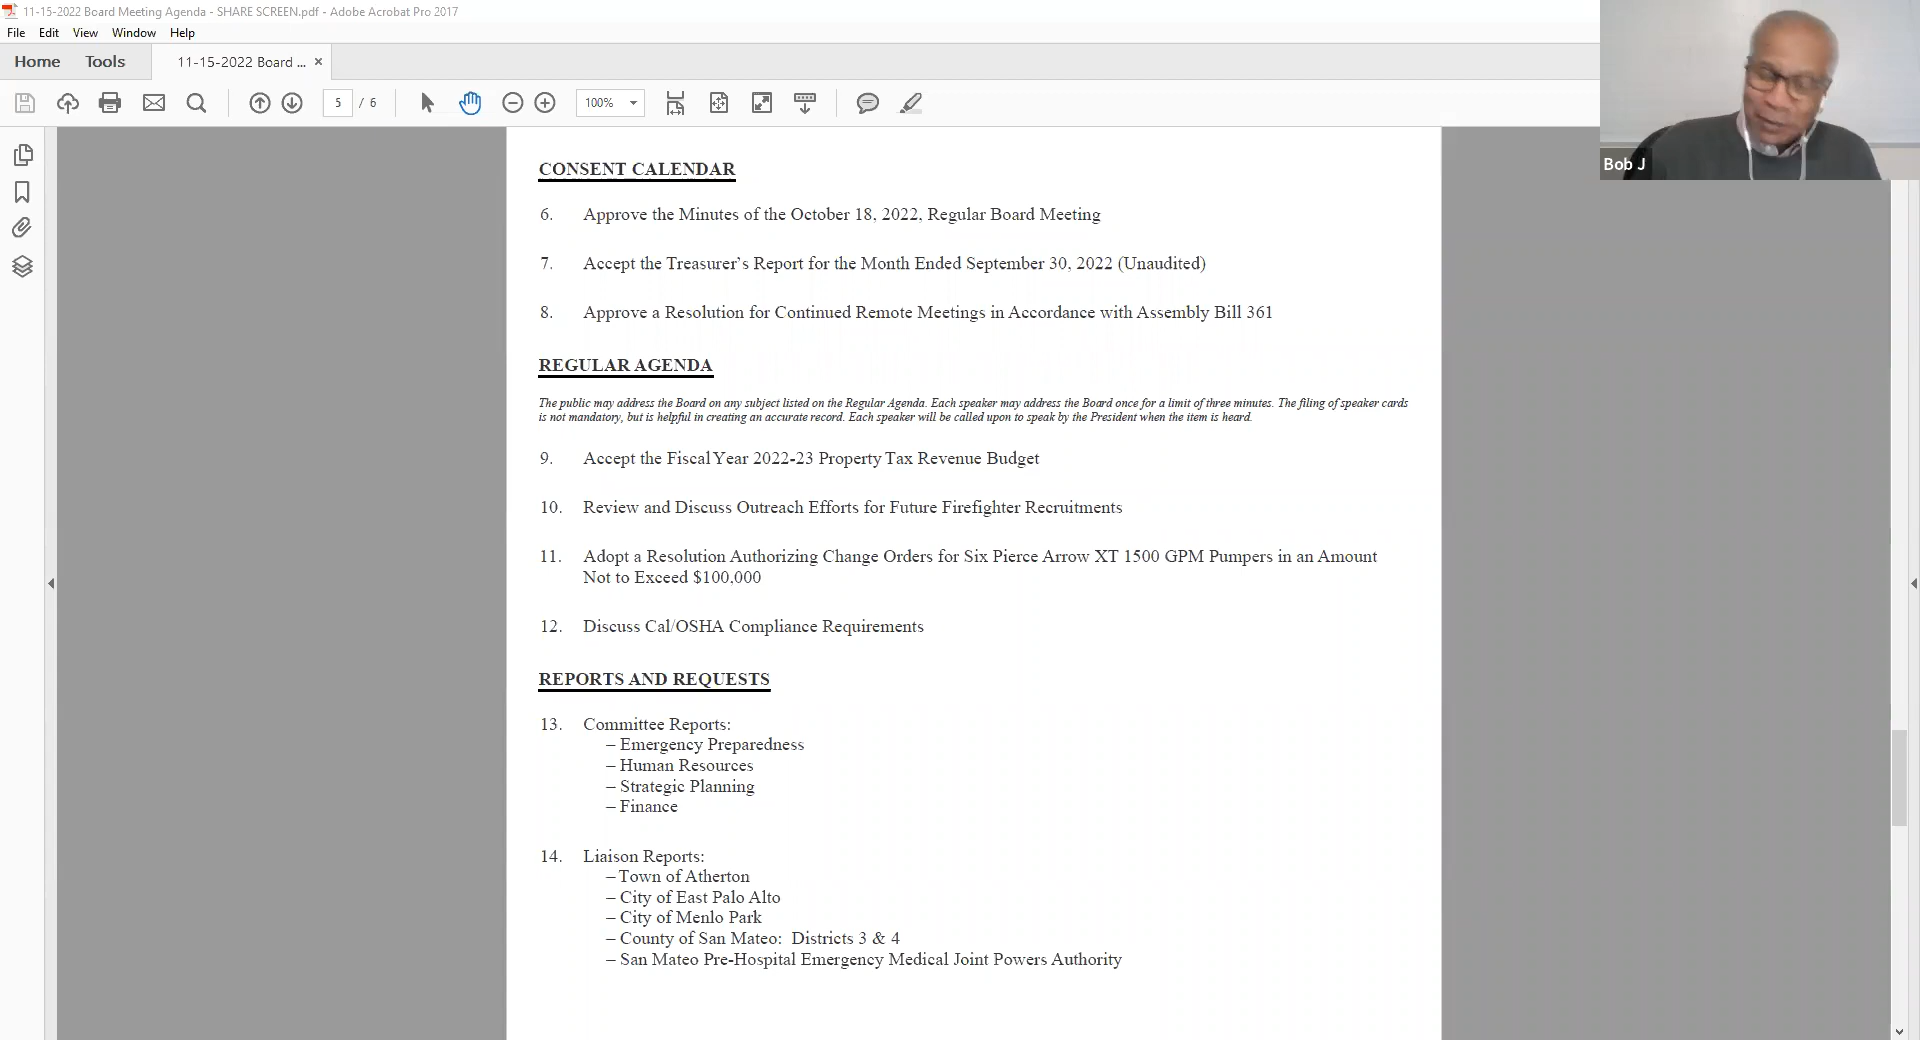 11-15-2022 Board Meeting Agenda - SHARE SCREEN.pdf - Adobe Acrobat Pro 2017
File Edit View Window Help
Home Tools 11-15-2022 Board ... ×
5 / 6 100%
Bob J
CONSENT CALENDAR
6. Approve the Minutes of the October 18, 2022, Regular Board Meeting
7. Accept the Treasurer’s Report for the Month Ended September 30, 2022 (Unaudited)
8. Approve a Resolution for Continued Remote Meetings in Accordance with Assembly Bill 361
REGULAR AGENDA
The public may address the Board on any subject listed on the Regular Agenda. Each speaker may address the Board once for a limit of three minutes. The filing of speaker cards
is not mandatory, but is helpful in creating an accurate record. Each speaker will be called upon to speak by the President when the item is heard.
9. Accept the Fiscal Year 2022-23 Property Tax Revenue Budget
10. Review and Discuss Outreach Efforts for Future Firefighter Recruitments
11. Adopt a Resolution Authorizing Change Orders for Six Pierce Arrow XT 1500 GPM Pumpers in an Amount
Not to Exceed $100,000
12. Discuss Cal/OSHA Compliance Requirements
REPORTS AND REQUESTS
13. Committee Reports:
– Emergency Preparedness
– Human Resources
– Strategic Planning
– Finance
14. Liaison Reports:
– Town of Atherton
– City of East Palo Alto
– City of Menlo Park
– County of San Mateo: Districts 3 & 4
– San Mateo Pre-Hospital Emergency Medical Joint Powers Authority